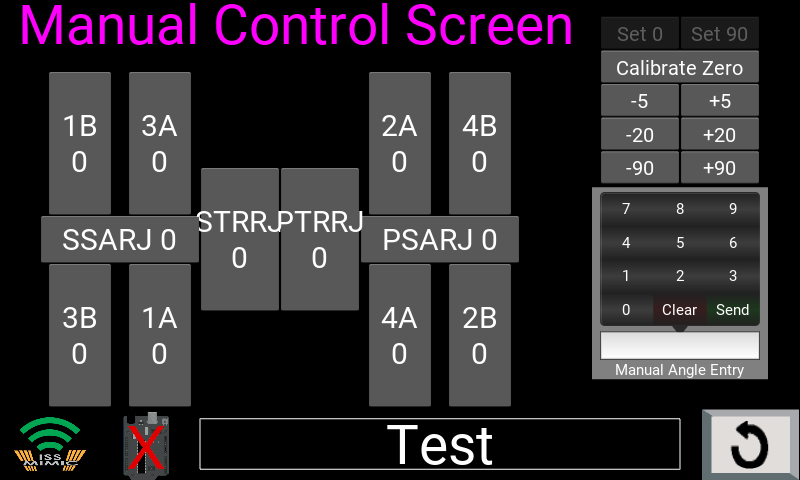 Manual Control Screen
Set 0 Set 90
Calibrate Zero
-5 +5
-20 +20
-90 +90
1B 3A 2A 4B
0 0 0 0
STRRJ PTRRJ
0 0
SSARJ 0 PSARJ 0
3B 1A 4A 2B
0 0 0 0
7 8 9
4 5 6
1 2 3
0 Clear Send
Manual Angle Entry
ISS
MIMIC
X
Test